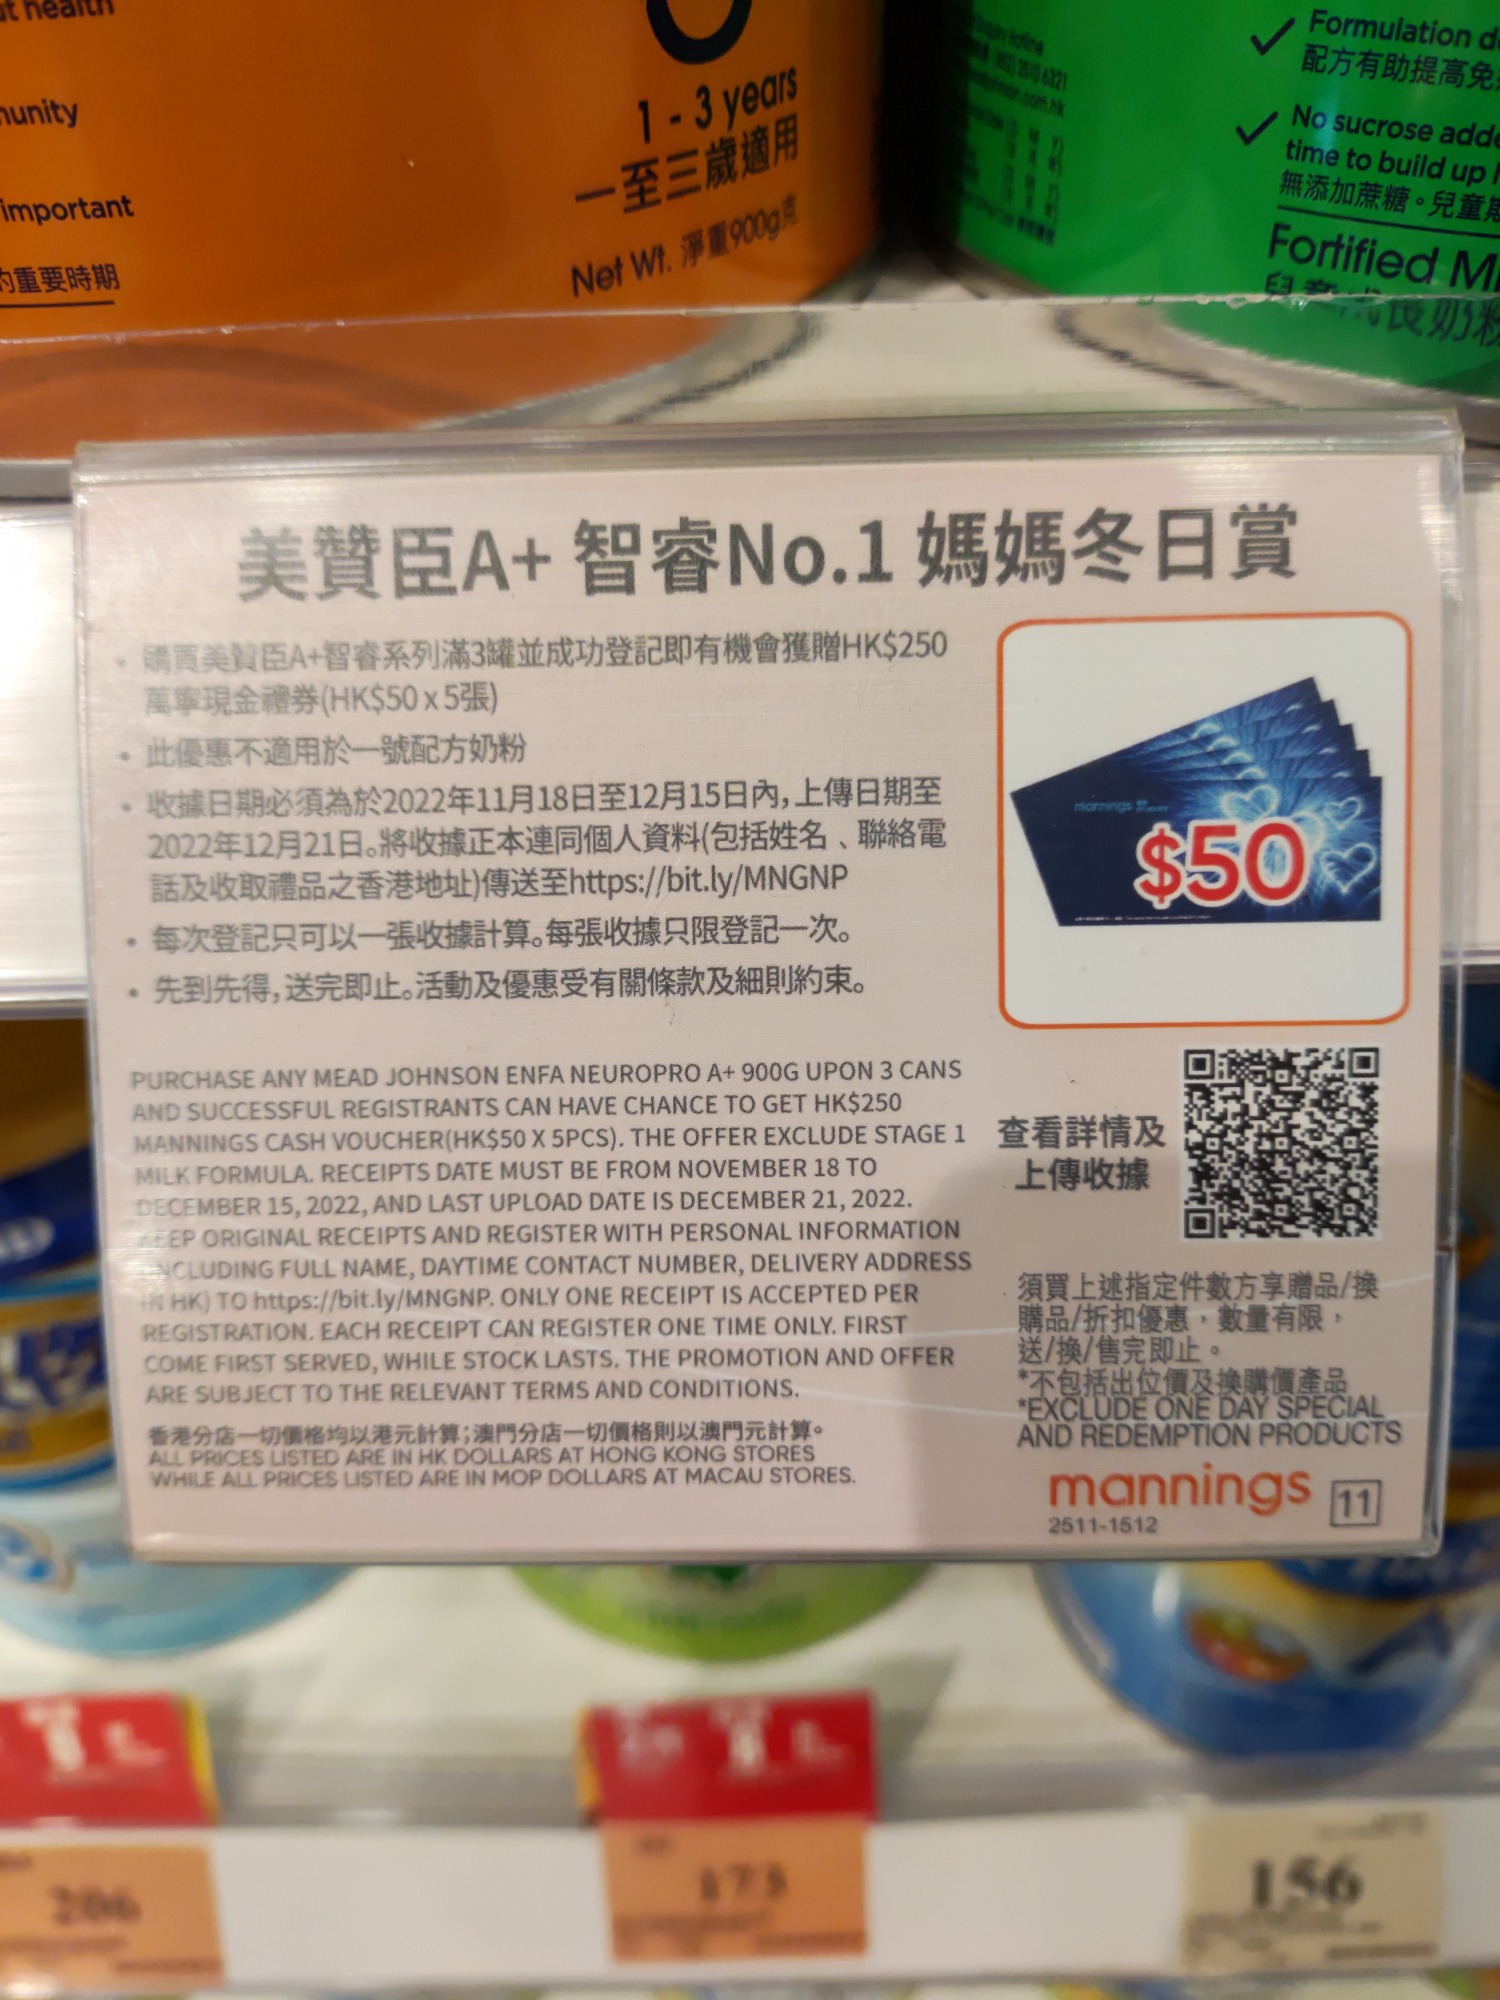 ut health
munity
important
的重要時期
1 - 3 years
一至三歲適用
Net Wt. 淨重900g克
Formulation d
配方有助提高免
No sucrose adde
time to build up
無添加蔗糖。兒童
Fortified M
美贊臣A+ 智睿No.1 媽媽冬日賞
• 購買美贊臣A+智睿系列滿3罐並成功登記即有機會獲贈HK$250
萬寧現金禮券(HK$50 x 5張)
• 此優惠不適用於一號配方奶粉
• 收據日期必須為於2022年11月18日至12月15日內,上傳日期至
2022年12月21日。將收據正本連同個人資料(包括姓名、聯絡電
話及收取禮品之香港地址)傳送至https://bit.ly/MNGNP
• 每次登記只可以一張收據計算。每張收據只限登記一次。
• 先到先得,送完即止。活動及優惠受有關條款及細則約束。
mannings
$50
PURCHASE ANY MEAD JOHNSON ENFA NEUROPRO A+ 900G UPON 3 CANS
AND SUCCESSFUL REGISTRANTS CAN HAVE CHANCE TO GET HK$250
MANNINGS CASH VOUCHER(HK$50 X 5PCS). THE OFFER EXCLUDE STAGE 1
MILK FORMULA. RECEIPTS DATE MUST BE FROM NOVEMBER 18 TO
DECEMBER 15, 2022, AND LAST UPLOAD DATE IS DECEMBER 21, 2022.
KEEP ORIGINAL RECEIPTS AND REGISTER WITH PERSONAL INFORMATION
(INCLUDING FULL NAME, DAYTIME CONTACT NUMBER, DELIVERY ADDRESS
IN HK) TO https://bit.ly/MNGNP. ONLY ONE RECEIPT IS ACCEPTED PER
REGISTRATION. EACH RECEIPT CAN REGISTER ONE TIME ONLY. FIRST
COME FIRST SERVED, WHILE STOCK LASTS. THE PROMOTION AND OFFER
ARE SUBJECT TO THE RELEVANT TERMS AND CONDITIONS.
香港分店一切價格均以港元計算;澳門分店一切價格則以澳門元計算。
ALL PRICES LISTED ARE IN HK DOLLARS AT HONG KONG STORES
WHILE ALL PRICES LISTED ARE IN MOP DOLLARS AT MACAU STORES.
查看詳情及
上傳收據
須買上述指定件數方享贈品/換
購品/折扣優惠,數量有限,
送/換/售完即止。
*不包括出位價及換購價產品
*EXCLUDE ONE DAY SPECIAL
AND REDEMPTION PRODUCTS
mannings 11
2511-1512
206
173
156